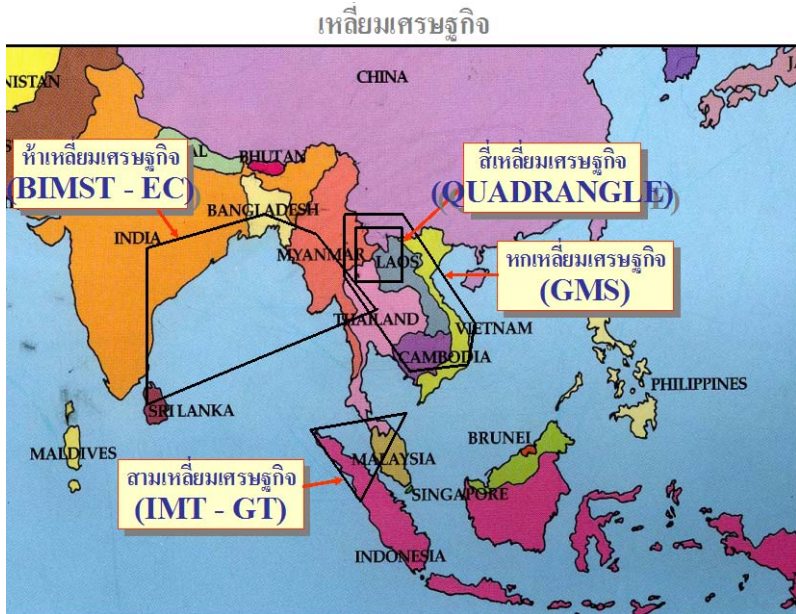 เหลี่ยมเศรษฐกิจ
CHINA
NISTAN
ห้าเหลี่ยมเศรษฐกิจ
(BIMST - EC)
BHUTAN
สี่เหลี่ยมเศรษฐกิจ
(QUADRANGLE)
BANGLADESH
INDIA
MYANMAR
LAOS
หกเหลี่ยมเศรษฐกิจ
(GMS)
THAILAND
VIETNAM
CAMBODIA
PHILIPPINES
SRI LANKA
MALDIVES
BRUNEI
MALAYSIA
สามเหลี่ยมเศรษฐกิจ
(IMT - GT)
SINGAPORE
INDONESIA